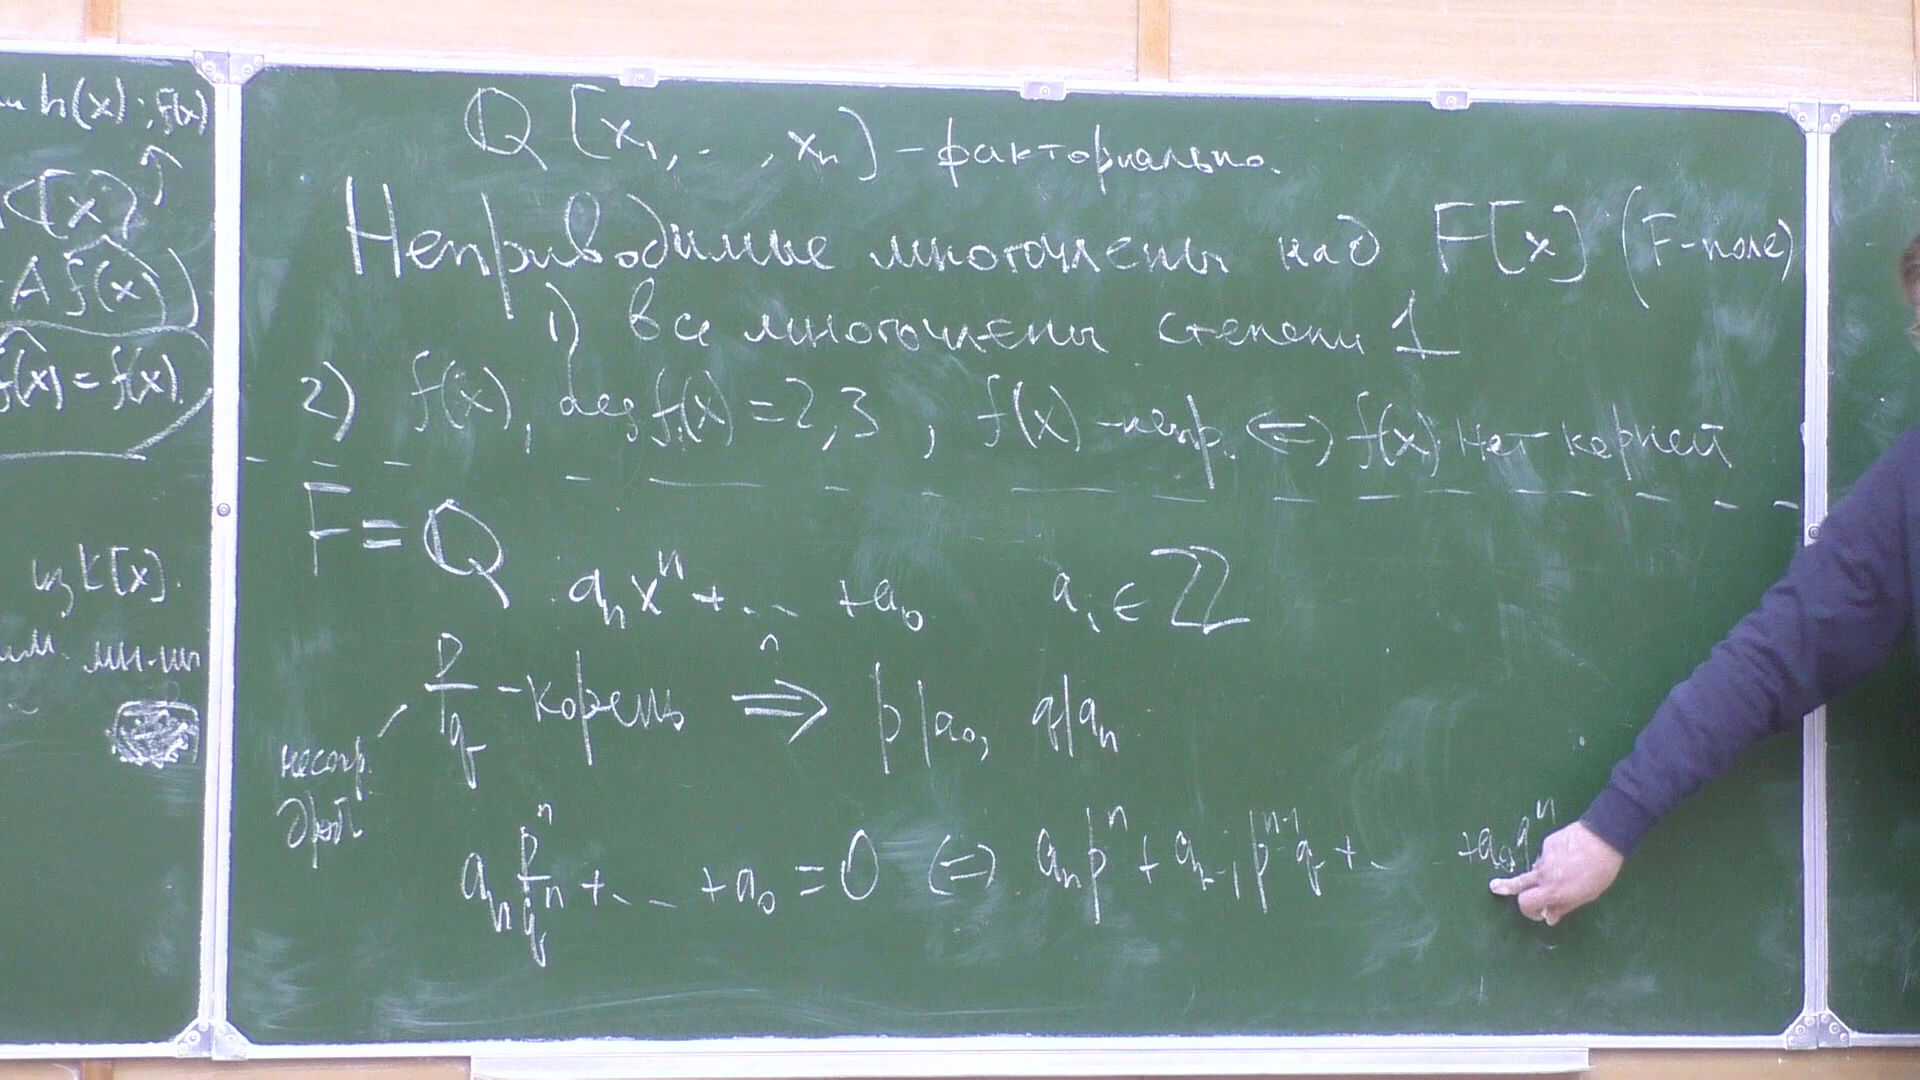 h(x); f(x)
[x]
A f(x))
f(x) = f(x).
из K[x].
мн-ны
Q [x₁, . . , xₙ] – факториально.
Неприводимые многочлены над F[x] (F-поле)
1) все многочлены степени 1
2) f(x), deg f(x) = 2,3 , f(x) – непр. ⇔ f(x) нет корней
F = Q
aₙxⁿ + ... + a₀ aᵢ ∈ ℤ
p/q – корень ⇒ p | a₀, q | aₙ
несокр.
дробь
aₙ pⁿ/qⁿ + ... + a₀ = 0 ⇔ aₙpⁿ + aₙ₋₁pⁿ⁻¹q + .. + a₀qⁿ